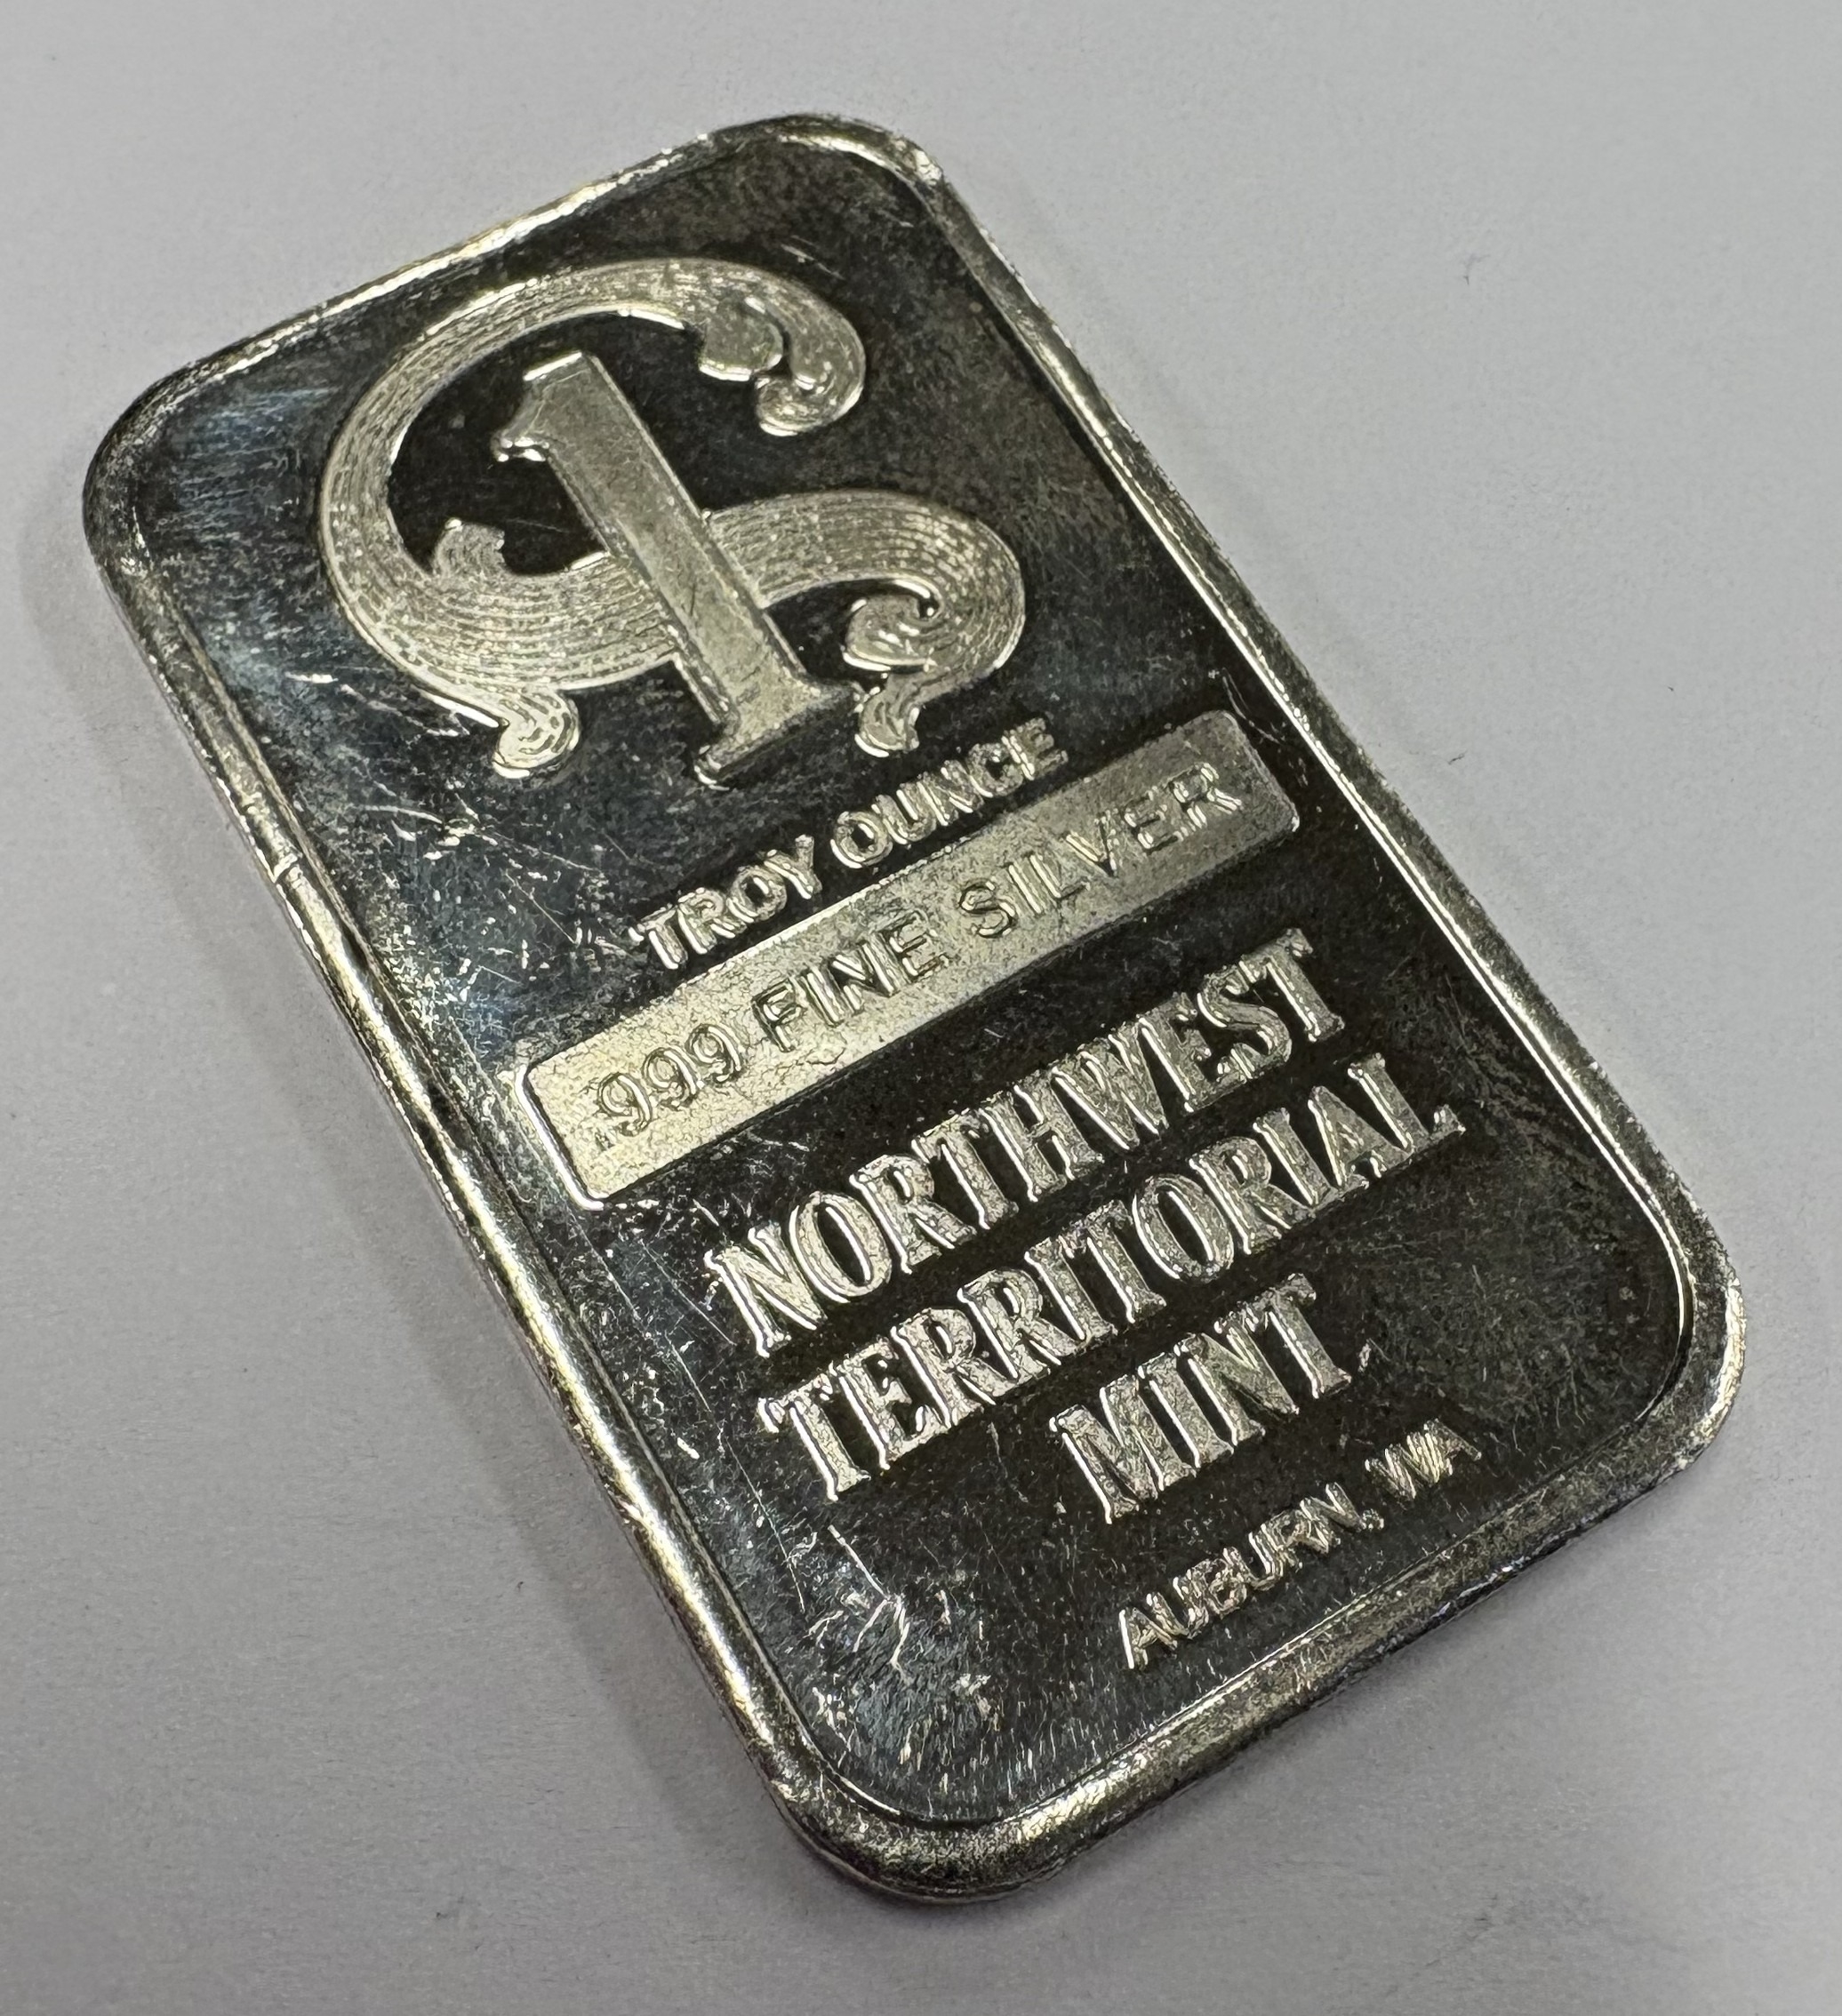 1
TROY OUNCE
.999 FINE SILVER
NORTHWEST
TERRITORIAL
MINT
AUBURN, WA